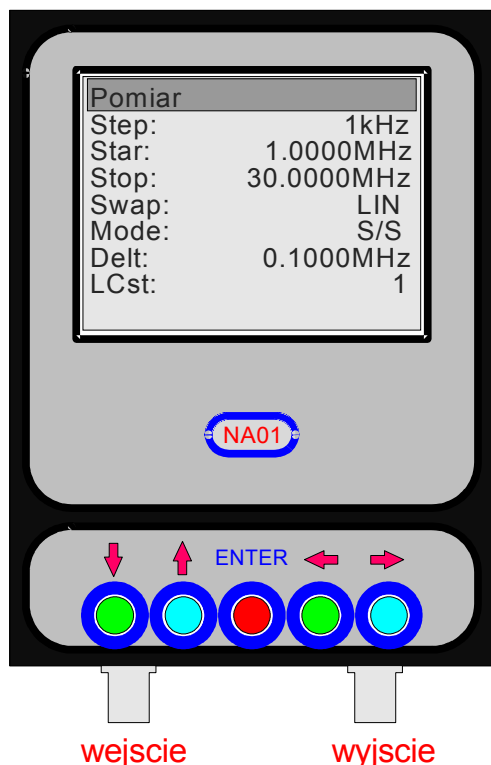 Pomiar
Step: 1kHz
Star: 1.0000MHz
Stop: 30.0000MHz
Swap: LIN
Mode: S/S
Delt: 0.1000MHz
LCst: 1
NA01
ENTER
wejscie wyjscie